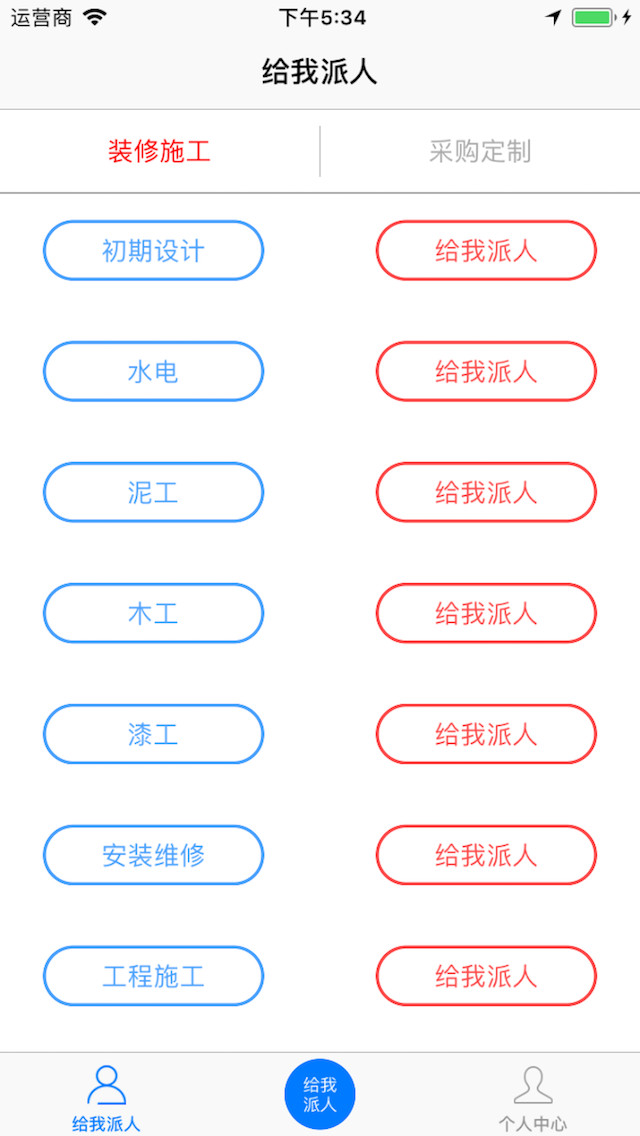 运营商 下午5:34
给我派人
装修施工 采购定制
初期设计 给我派人
水电 给我派人
泥工 给我派人
木工 给我派人
漆工 给我派人
安装维修 给我派人
工程施工 给我派人
给我
派人
给我派人 个人中心